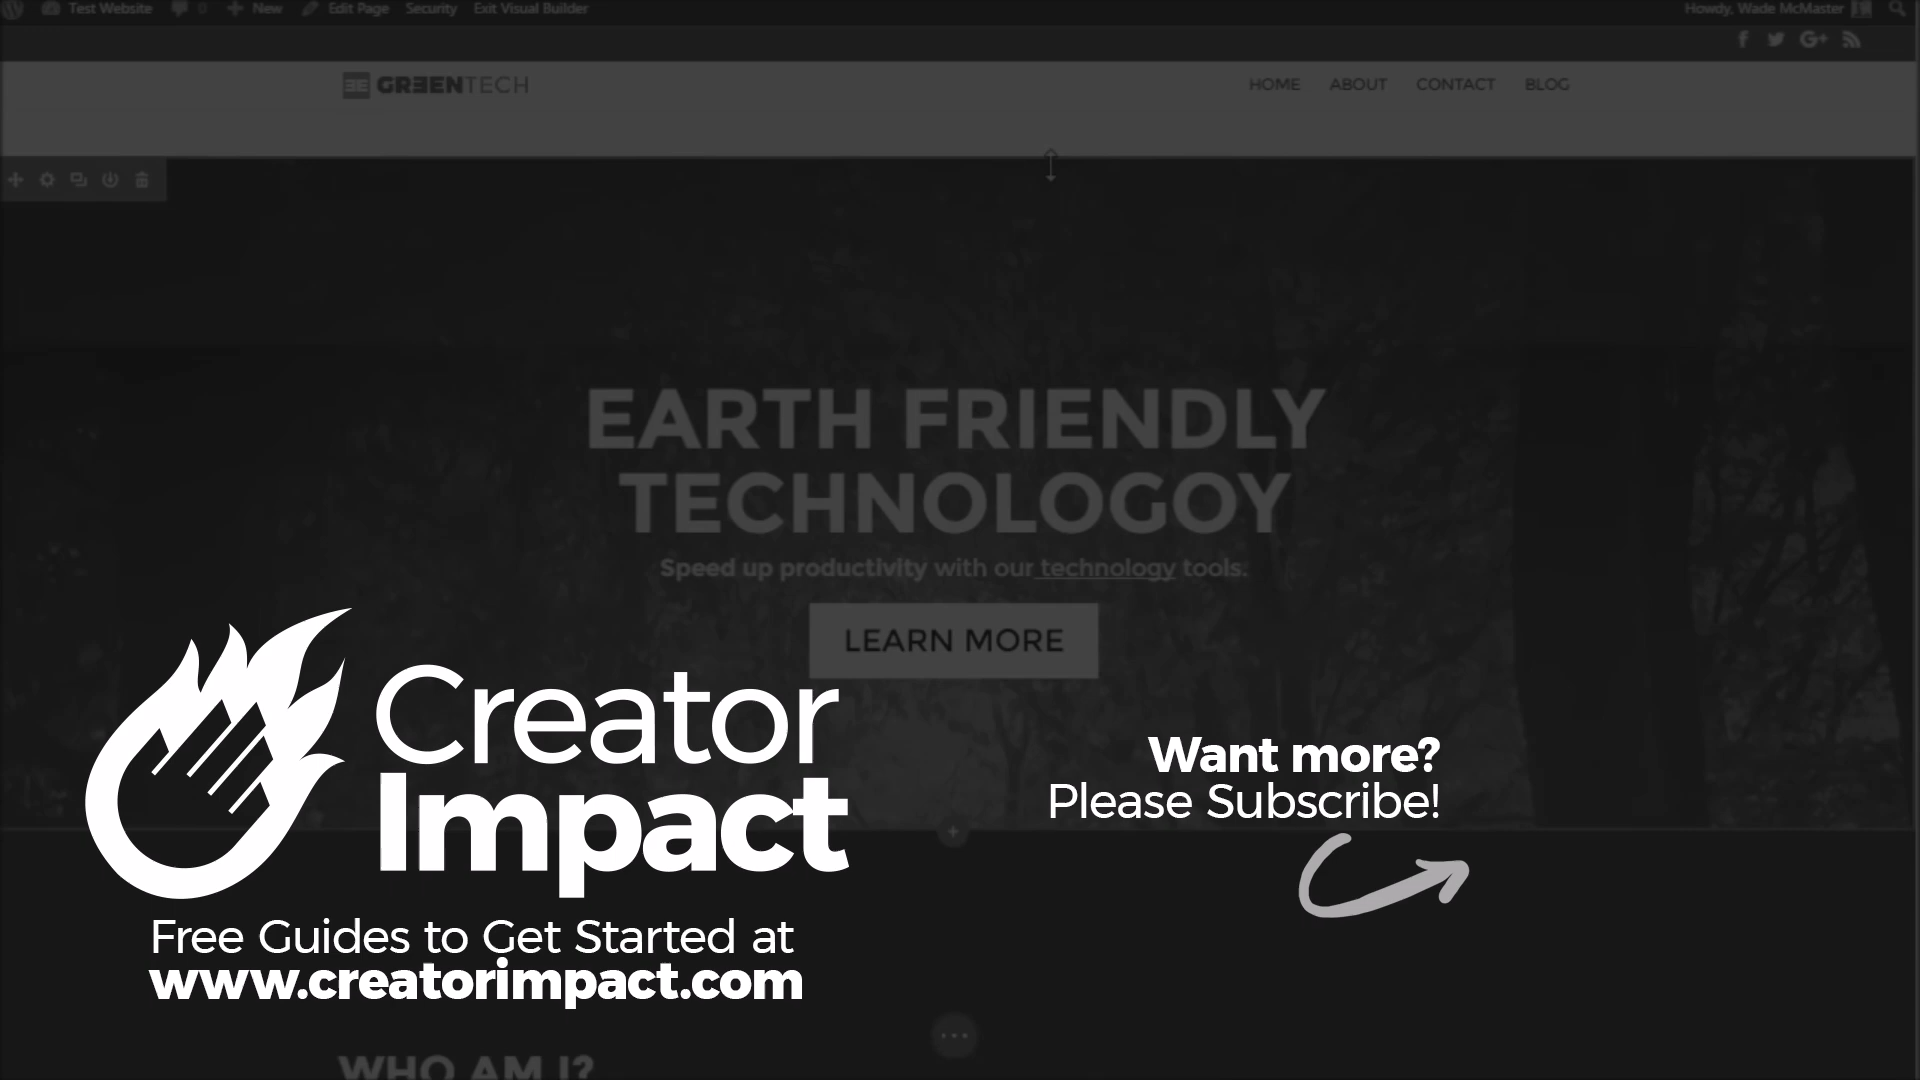 Test Website 0 New Edit Page Security Exit Visual Builder Howdy, Wade McMaster
GREENTECH HOME ABOUT CONTACT BLOG
EARTH FRIENDLY
TECHNOLOGOY
Speed up productivity with our technology tools.
LEARN MORE
Creator
Impact
Want more?
Please Subscribe!
Free Guides to Get Started at
www.creatorimpact.com
WHO AM I?